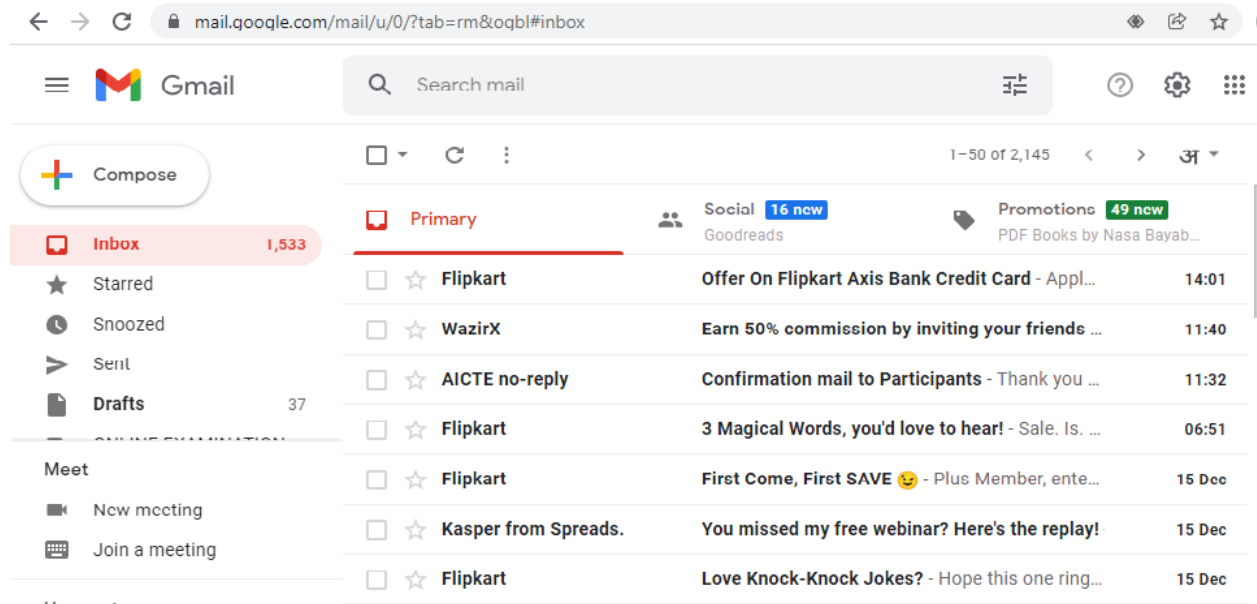 mail.google.com/mail/u/0/?tab=rm&ogbl#inbox
Gmail
Search mail
Compose
1–50 of 2,145
अ
Primary
Social 16 new
Goodreads
Promotions 49 new
PDF Books by Nasa Bayab...
Inbox 1,533
Starred
Snoozed
Sent
Drafts 37
ONLINE EXAMINATION
Meet
New meeting
Join a meeting
Flipkart Offer On Flipkart Axis Bank Credit Card - Appl... 14:01
WazirX Earn 50% commission by inviting your friends ... 11:40
AICTE no-reply Confirmation mail to Participants - Thank you ... 11:32
Flipkart 3 Magical Words, you'd love to hear! - Sale. Is. ... 06:51
Flipkart First Come, First SAVE 😉 - Plus Member, ente... 15 Dec
Kasper from Spreads. You missed my free webinar? Here's the replay! 15 Dec
Flipkart Love Knock-Knock Jokes? - Hope this one ring... 15 Dec